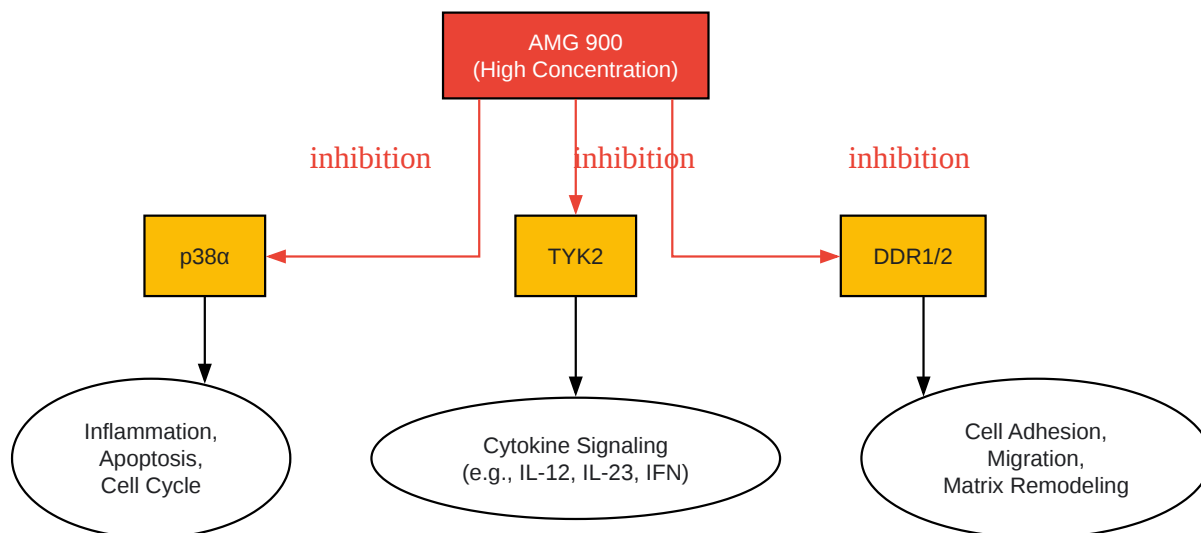 AMG 900
(High Concentration)
inhibition
inhibition
inhibition
p38α
TYK2
DDR1/2
Inflammation,
Apoptosis,
Cell Cycle
Cytokine Signaling
(e.g., IL-12, IL-23, IFN)
Cell Adhesion,
Migration,
Matrix Remodeling